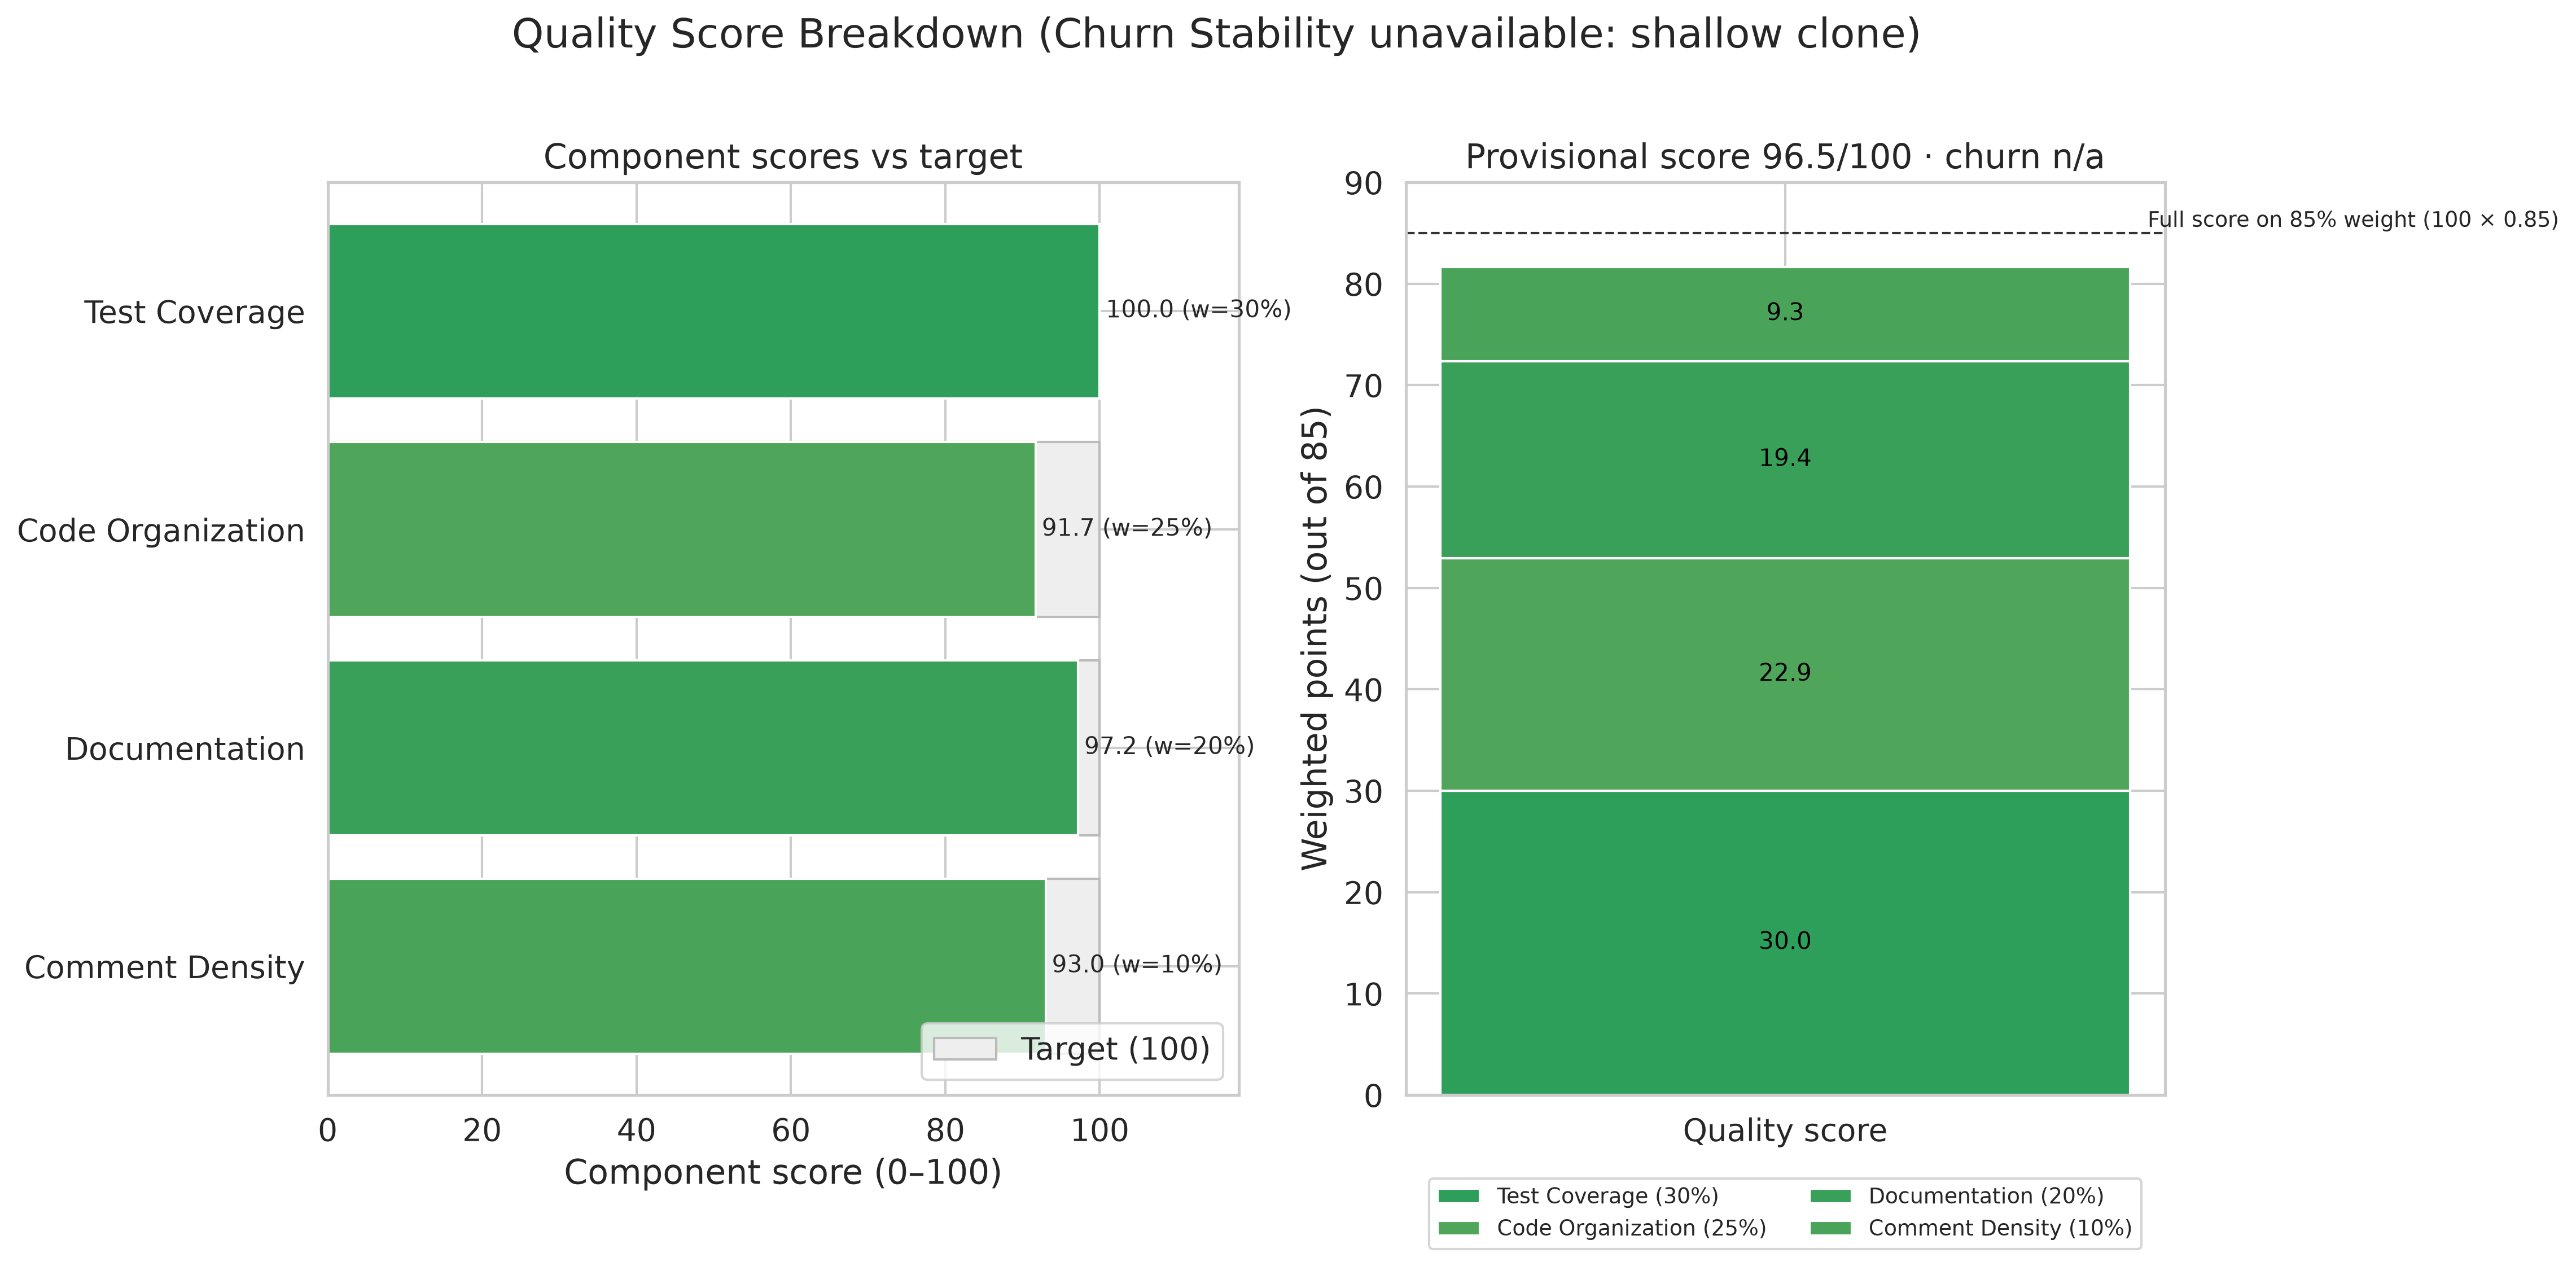 Quality Score Breakdown (Churn Stability unavailable: shallow clone)
Component scores vs target
Test Coverage
100.0 (w=30%)
Code Organization
91.7 (w=25%)
Documentation
97.2 (w=20%)
Comment Density
93.0 (w=10%)
Target (100)
0 20 40 60 80 100
Component score (0–100)
Provisional score 96.5/100 · churn n/a
Full score on 85% weight (100 × 0.85)
Weighted points (out of 85)
90
80
70
60
50
40
30
20
10
0
9.3
19.4
22.9
30.0
Quality score
Test Coverage (30%)
Code Organization (25%)
Documentation (20%)
Comment Density (10%)